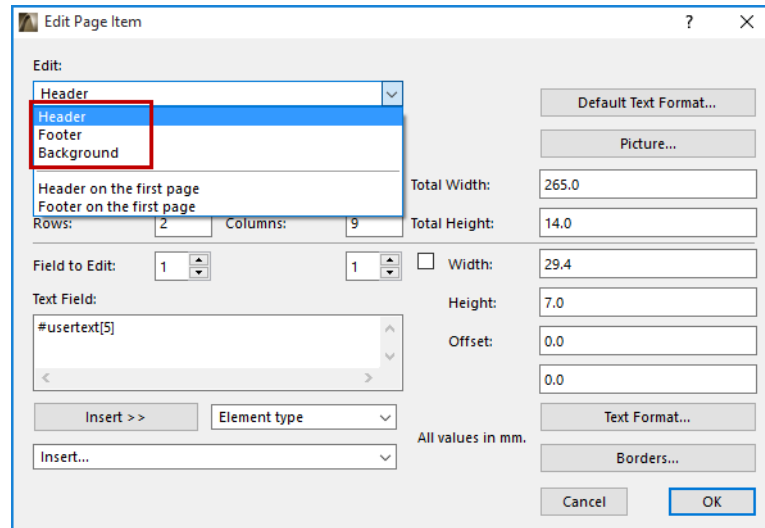 Edit Page Item
Edit:
Header
Default Text Format...
Header
Footer
Background
Picture...
Header on the first page
Footer on the first page
Total Width: 265.0
Rows: 2 Columns: 9 Total Height: 14.0
Field to Edit: 1 1 Width: 29.4
Text Field:
Height: 7.0
#usertext[5]
Offset: 0.0
0.0
Insert >> Element type Text Format...
All values in mm.
Insert... Borders...
Cancel OK